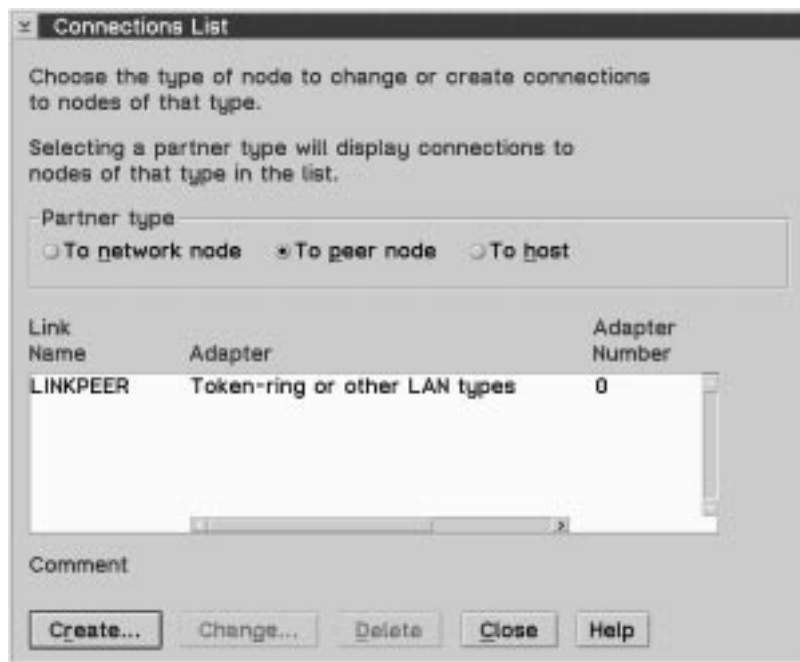 Connections List
Choose the type of node to change or create connections
to nodes of that type.
Selecting a partner type will display connections to
nodes of that type in the list.
Partner type
To network node To peer node To host
Link Adapter
Name Adapter Number
LINKPEER Token-ring or other LAN types 0
Comment
Create... Change... Delete Close Help